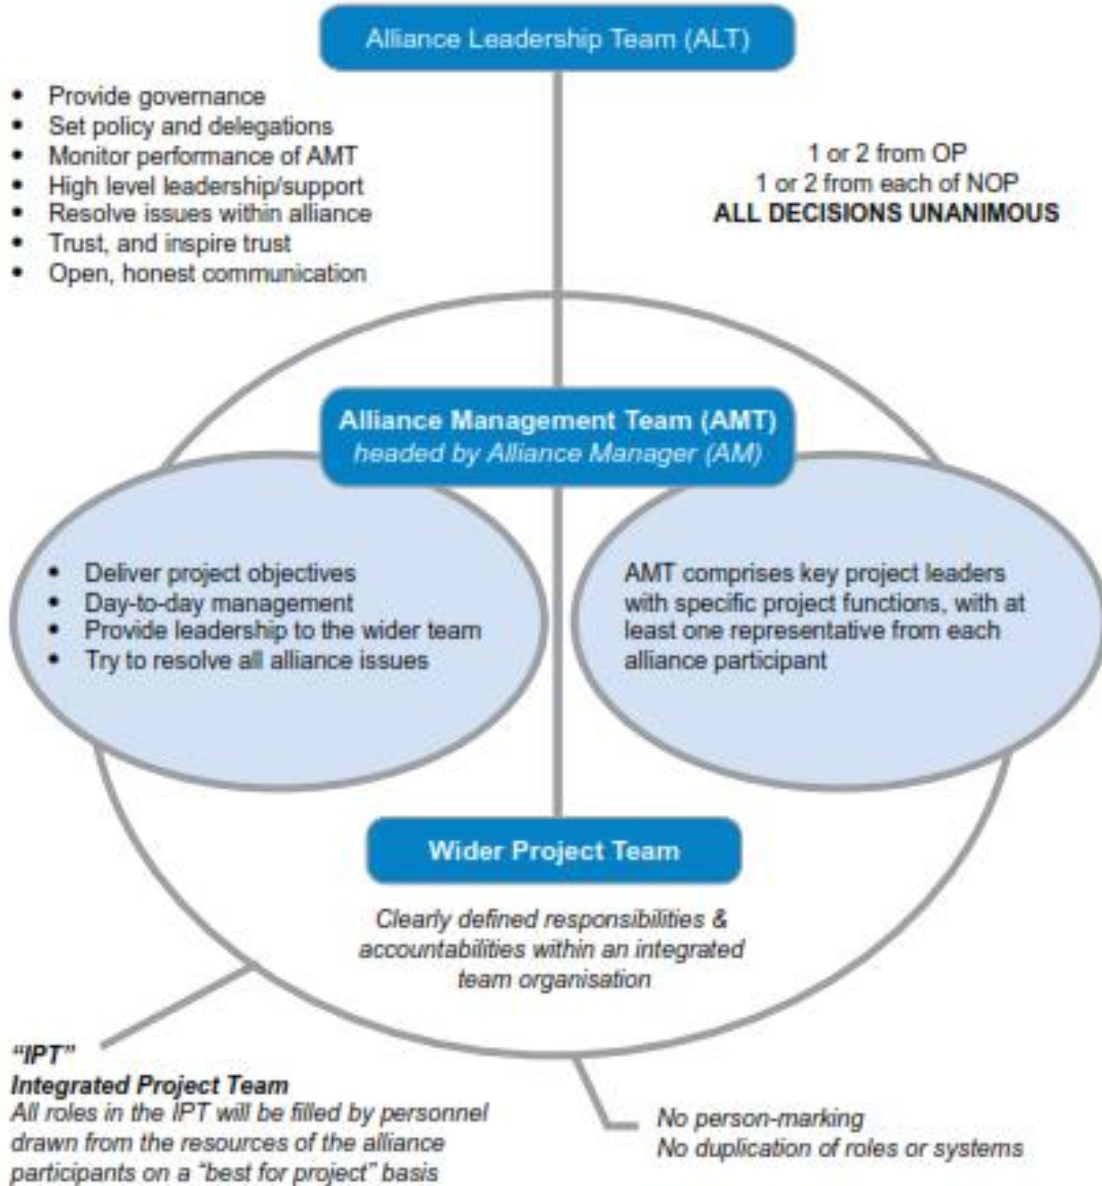 Alliance Leadership Team (ALT)
• Provide governance
• Set policy and delegations
• Monitor performance of AMT
• High level leadership/support
• Resolve issues within alliance
• Trust, and inspire trust
• Open, honest communication
1 or 2 from OP
1 or 2 from each of NOP
ALL DECISIONS UNANIMOUS
Alliance Management Team (AMT)
headed by Alliance Manager (AM)
• Deliver project objectives
• Day-to-day management
• Provide leadership to the wider team
• Try to resolve all alliance issues
AMT comprises key project leaders
with specific project functions, with at
least one representative from each
alliance participant
Wider Project Team
Clearly defined responsibilities &
accountabilities within an integrated
team organisation
“IPT”
Integrated Project Team
All roles in the IPT will be filled by personnel
drawn from the resources of the alliance
participants on a “best for project” basis
No person-marking
No duplication of roles or systems